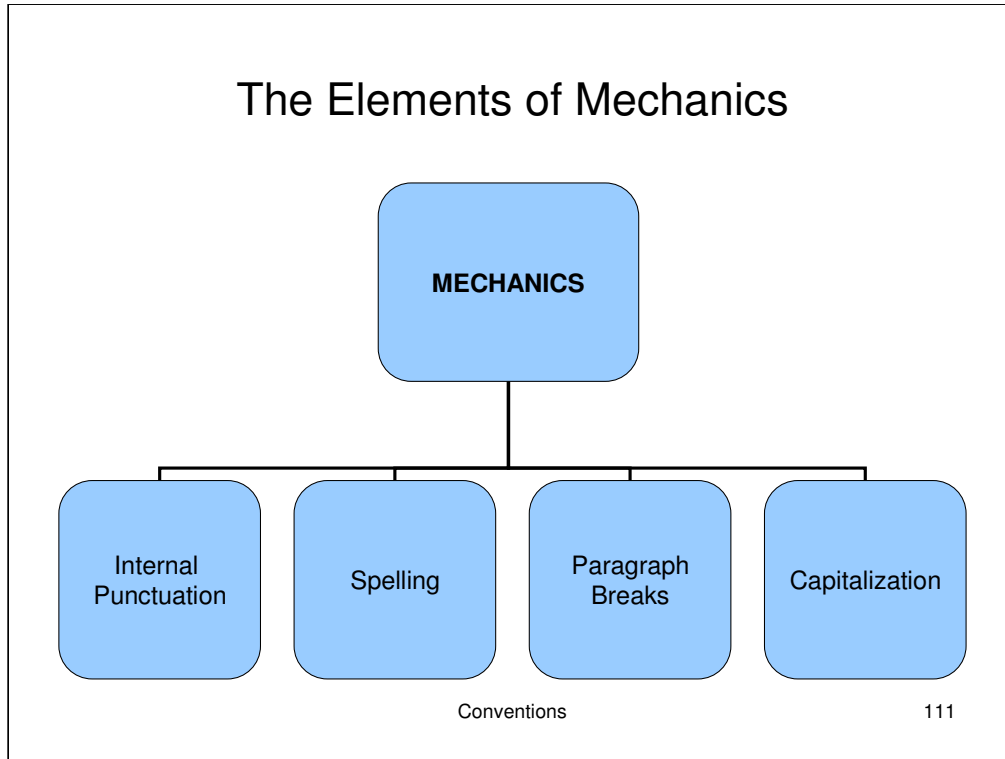 The Elements of Mechanics
MECHANICS
Internal
Punctuation
Spelling
Paragraph
Breaks
Capitalization
Conventions
111